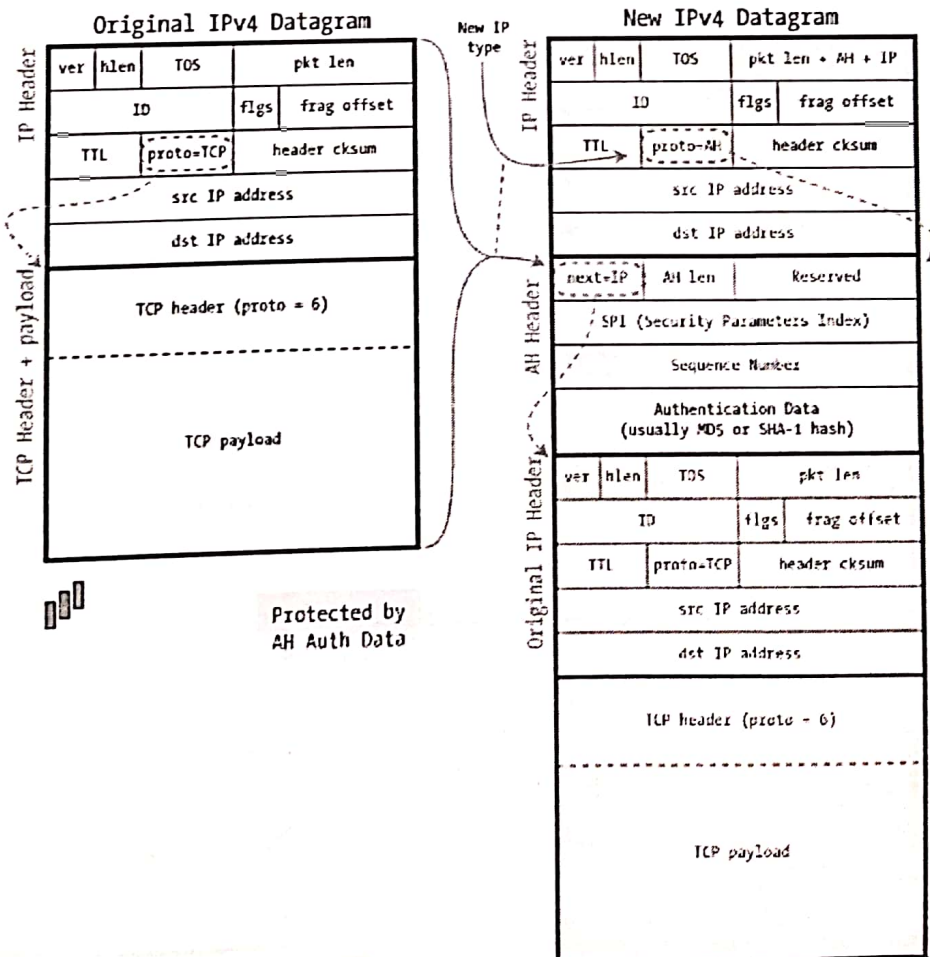 Original IPv4 Datagram
IP Header
ver hlen TOS pkt len
ID flgs frag offset
TTL proto=TCP header cksum
src IP address
dst IP address
TCP Header + payload
TCP header (proto = 6)
TCP payload
Protected by
AH Auth Data
New IP
type
New IPv4 Datagram
IP Header
ver hlen TOS pkt len + AH + IP
ID flgs frag offset
TTL proto=AH header cksum
src IP address
dst IP address
AH Header
next=IP AH len Reserved
SPI (Security Parameters Index)
Sequence Number
Authentication Data
(usually MD5 or SHA-1 hash)
Original IP Header
ver hlen TOS pkt len
ID flgs frag offset
TTL proto=TCP header cksum
src IP address
dst IP address
TCP header (proto = 6)
TCP payload